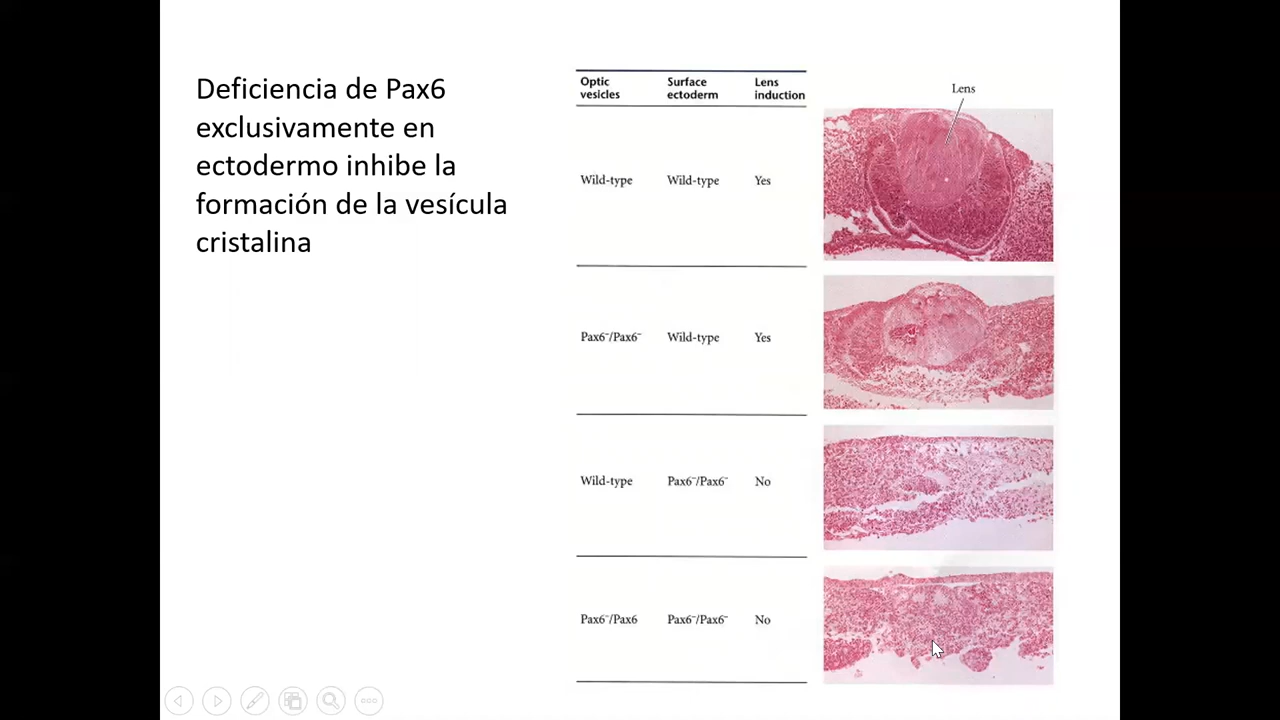 Deficiencia de Pax6
exclusivamente en
ectodermo inhibe la
formación de la vesícula
cristalina
Optic vesicles Surface ectoderm Lens induction
Lens
Wild-type Wild-type Yes
Pax6⁻/Pax6⁻ Wild-type Yes
Wild-type Pax6⁻/Pax6⁻ No
Pax6⁻/Pax6 Pax6⁻/Pax6⁻ No